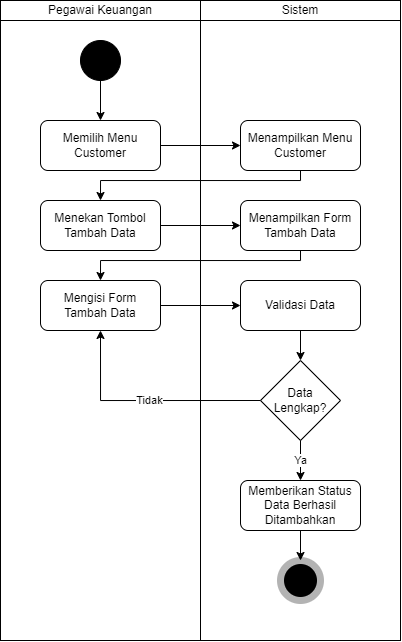 Pegawai Keuangan
Sistem
Memilih Menu
Customer
Menampilkan Menu
Customer
Menekan Tombol
Tambah Data
Menampilkan Form
Tambah Data
Mengisi Form
Tambah Data
Validasi Data
Data
Lengkap?
Tidak
Ya
Memberikan Status
Data Berhasil
Ditambahkan